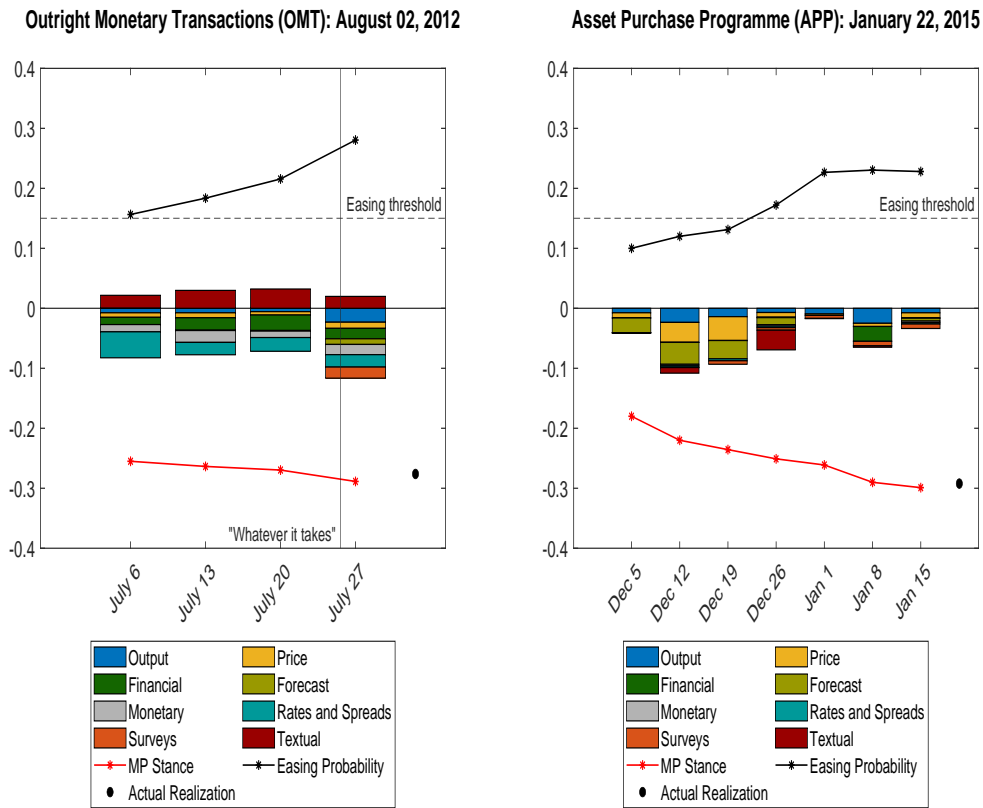 Outright Monetary Transactions (OMT): August 02, 2012
0.4
0.3
0.2
0.1
0
-0.1
-0.2
-0.3
-0.4
Easing threshold
"Whatever it takes"
July 6
July 13
July 20
July 27
Output
Price
Financial
Forecast
Monetary
Rates and Spreads
Surveys
Textual
MP Stance
Easing Probability
Actual Realization
Asset Purchase Programme (APP): January 22, 2015
0.4
0.3
0.2
0.1
0
-0.1
-0.2
-0.3
-0.4
Easing threshold
Dec 5
Dec 12
Dec 19
Dec 26
Jan 1
Jan 8
Jan 15
Output
Price
Financial
Forecast
Monetary
Rates and Spreads
Surveys
Textual
MP Stance
Easing Probability
Actual Realization